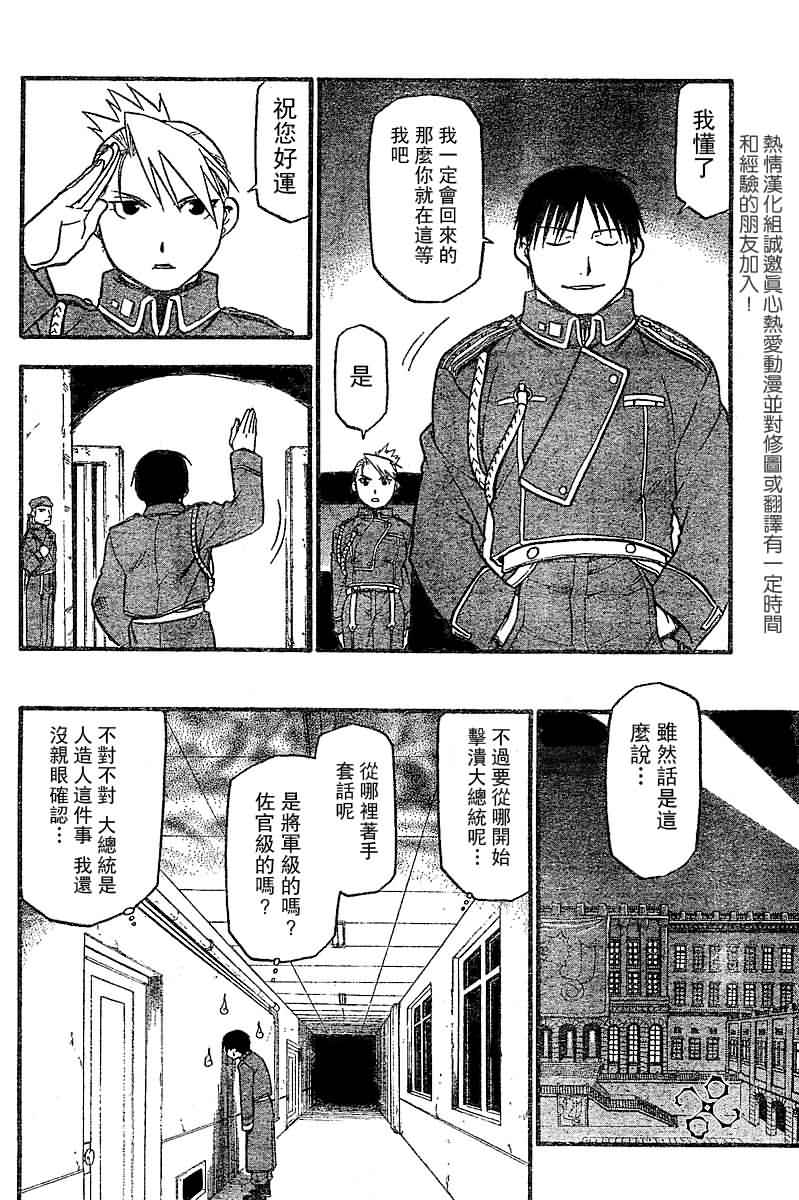 熱情漢化組誠邀真心熱愛動漫並對修圖或翻譯有一定時間
和經驗的朋友加入！
我懂了
我一定會回來的
那麼你就在這等
我吧
是
祝您好運
雖然話是這
麼說…
不過要從哪開始
擊潰大總統呢…
從哪裡著手
套話呢
是將軍級的嗎？
佐官級的嗎？
不對不對 大總統是
人造人這件事 我還
沒親眼確認…